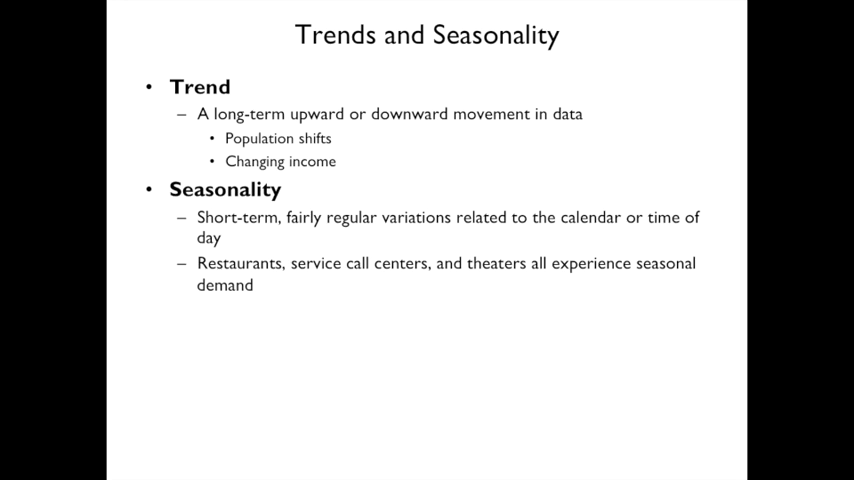 Trends and Seasonality
• Trend
– A long-term upward or downward movement in data
• Population shifts
• Changing income
• Seasonality
– Short-term, fairly regular variations related to the calendar or time of
day
– Restaurants, service call centers, and theaters all experience seasonal
demand